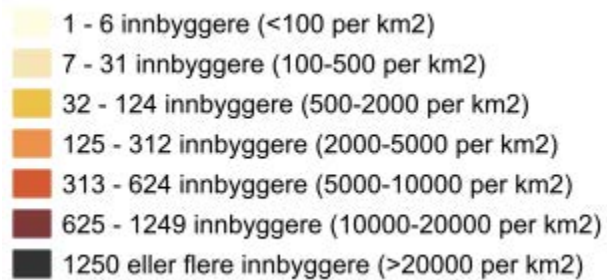 1 - 6 innbyggere (<100 per km2)
7 - 31 innbyggere (100-500 per km2)
32 - 124 innbyggere (500-2000 per km2)
125 - 312 innbyggere (2000-5000 per km2)
313 - 624 innbyggere (5000-10000 per km2)
625 - 1249 innbyggere (10000-20000 per km2)
1250 eller flere innbyggere (>20000 per km2)